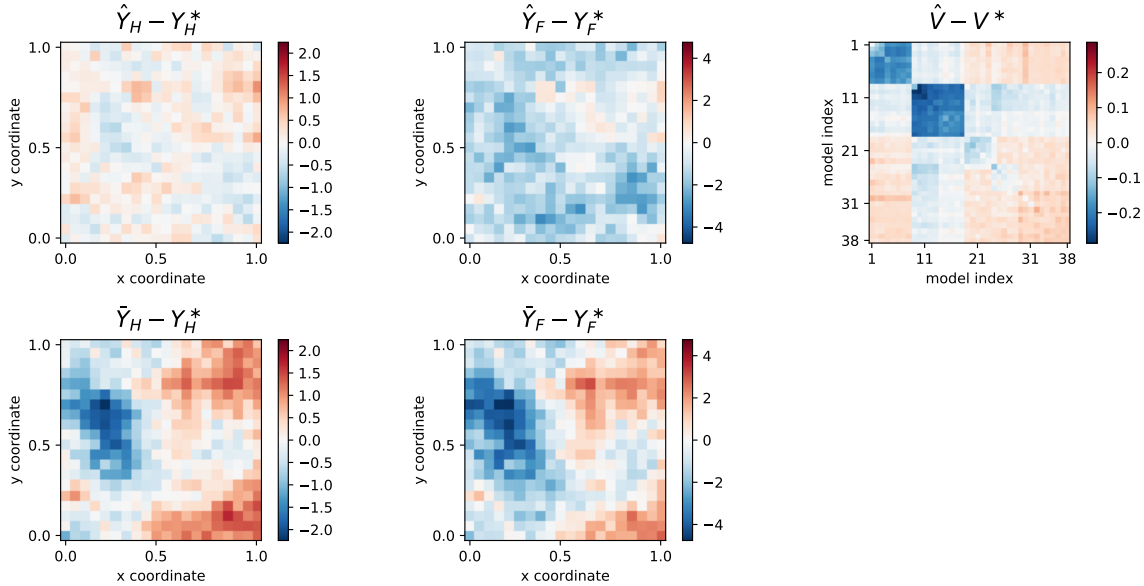 Ŷ_H − Y_H^*
1.0
0.5
0.0
y coordinate
0.0 0.5 1.0
x coordinate
2.0
1.5
1.0
0.5
0.0
−0.5
−1.0
−1.5
−2.0
Ŷ_F − Y_F^*
1.0
0.5
0.0
y coordinate
0.0 0.5 1.0
x coordinate
4
2
0
−2
−4
V̂ − V^*
1
11
21
31
38
model index
1 11 21 31 38
model index
0.2
0.1
0.0
−0.1
−0.2
Ȳ_H − Y_H^*
1.0
0.5
0.0
y coordinate
0.0 0.5 1.0
x coordinate
2.0
1.5
1.0
0.5
0.0
−0.5
−1.0
−1.5
−2.0
Ȳ_F − Y_F^*
1.0
0.5
0.0
y coordinate
0.0 0.5 1.0
x coordinate
4
2
0
−2
−4